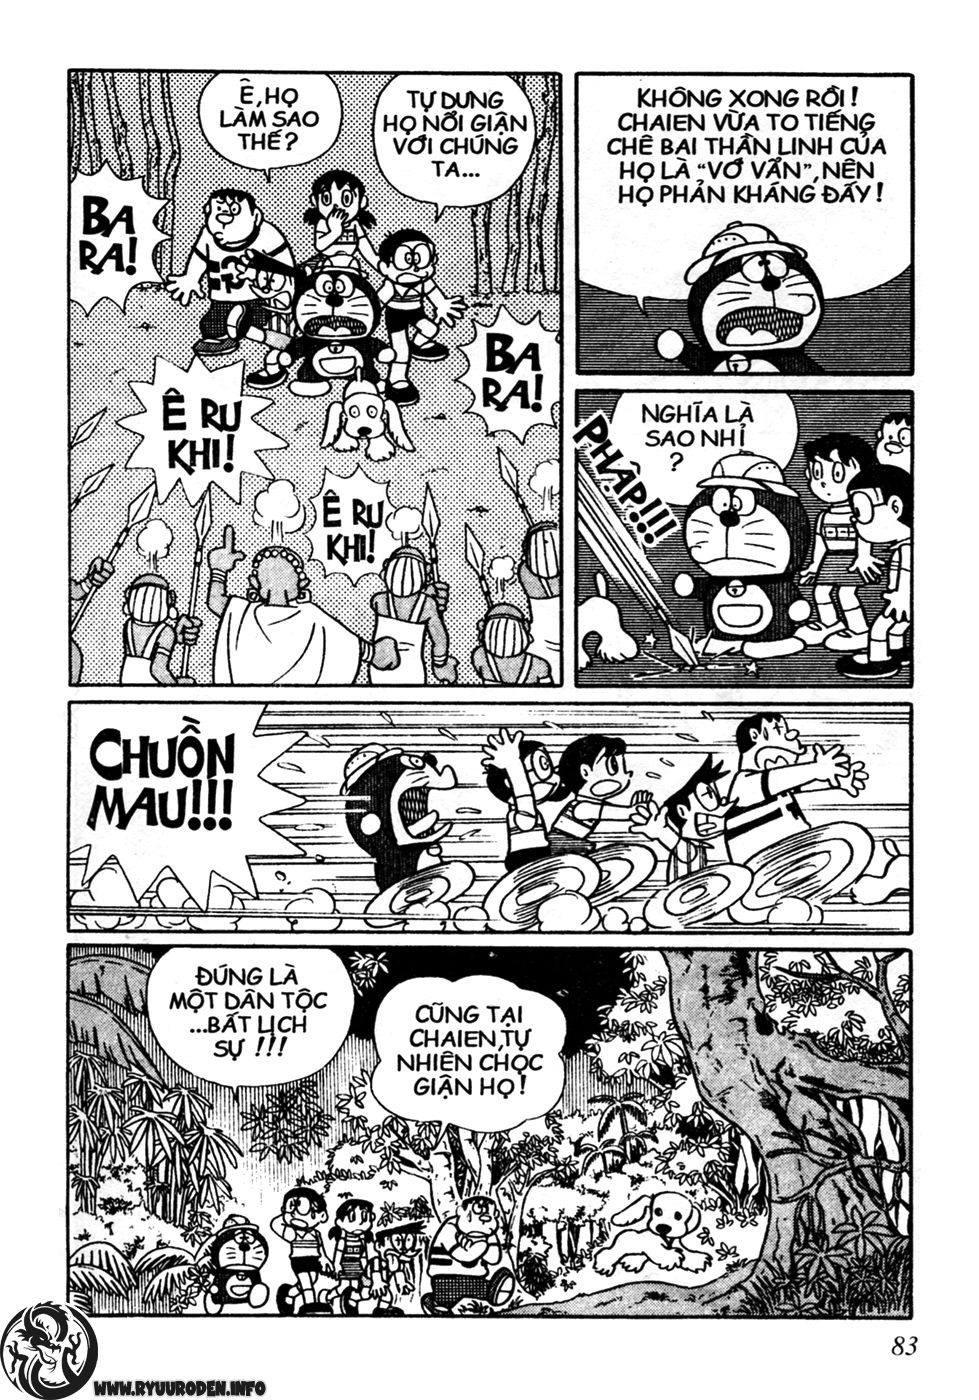 Ê, HỌ
LÀM SAO
THẾ?
TỰ DƯNG
HỌ NỔI GIẬN
VỚI CHÚNG
TA...
BA
RA!
BA
RA!
Ê RU
KHI!
Ê RU
KHI!
KHÔNG XONG RỒI!
CHAIEN VỪA TO TIẾNG
CHÊ BAI THẦN LINH CỦA
HỌ LÀ “VỚ VẨN”, NÊN
HỌ PHẢN KHÁNG ĐẤY!
NGHĨA LÀ
SAO NHỈ
?
PHẬP!!!
CHUỒN
MAU!!!
ĐÚNG LÀ
MỘT DÂN TỘC
...BẤT LỊCH
SỰ !!!
CŨNG TẠI
CHAIEN, TỰ
NHIÊN CHỌC
GIẬN HỌ!
83
WWW.RYUURODEN.INFO